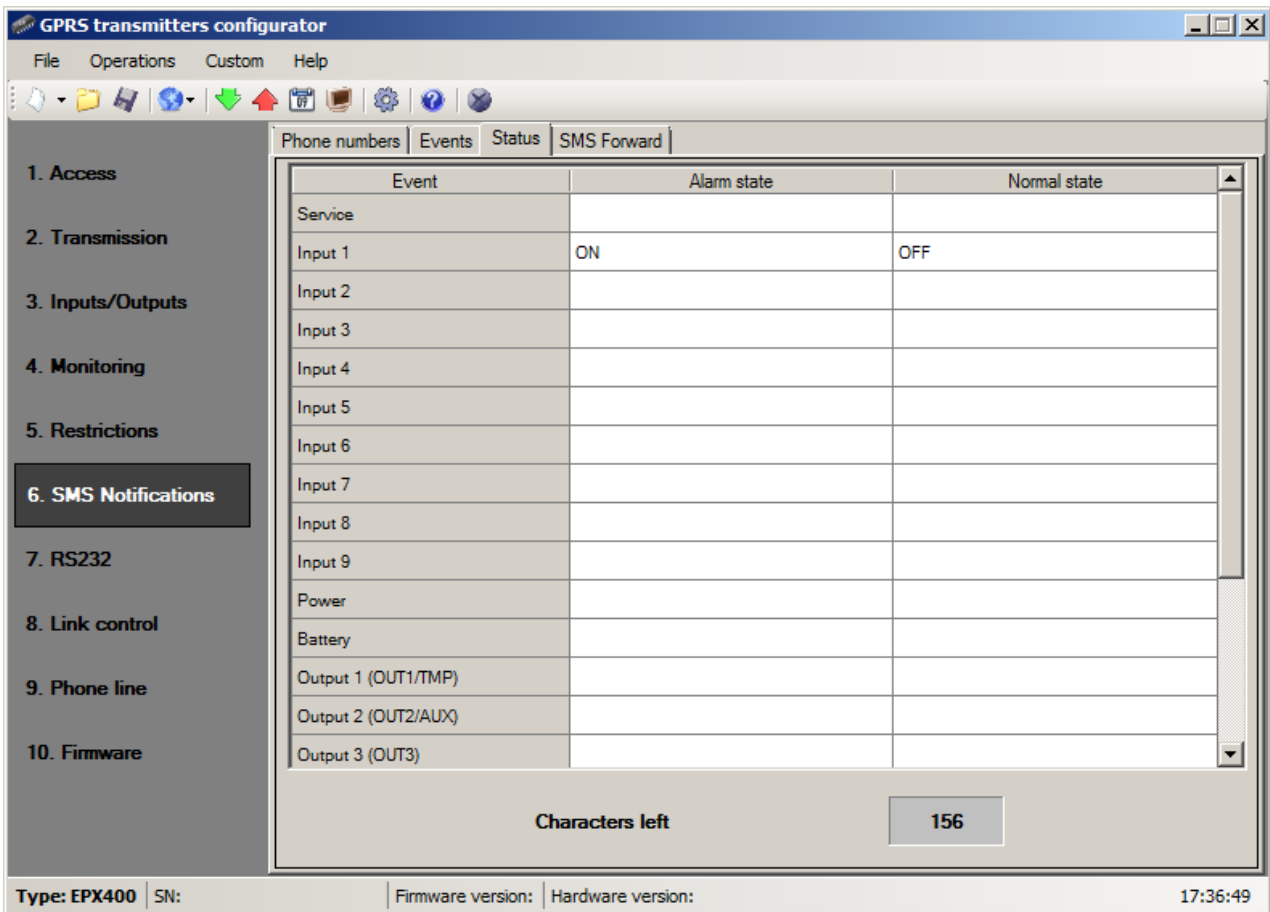 GPRS transmitters configurator
File Operations Custom Help
Phone numbers Events Status SMS Forward
1. Access
2. Transmission
3. Inputs/Outputs
4. Monitoring
5. Restrictions
6. SMS Notifications
7. RS232
8. Link control
9. Phone line
10. Firmware
Event Alarm state Normal state
Service
Input 1 ON OFF
Input 2
Input 3
Input 4
Input 5
Input 6
Input 7
Input 8
Input 9
Power
Battery
Output 1 (OUT1/TMP)
Output 2 (OUT2/AUX)
Output 3 (OUT3)
Characters left 156
Type: EPX400 SN: Firmware version: Hardware version: 17:36:49